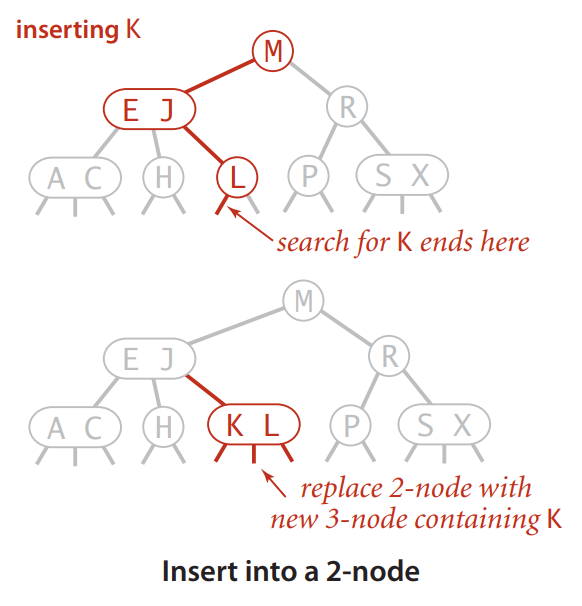 inserting K
M
E J
R
A C
H
L
P
S X
search for K ends here
M
E J
R
A C
H
K L
P
S X
replace 2-node with
new 3-node containing K
Insert into a 2-node